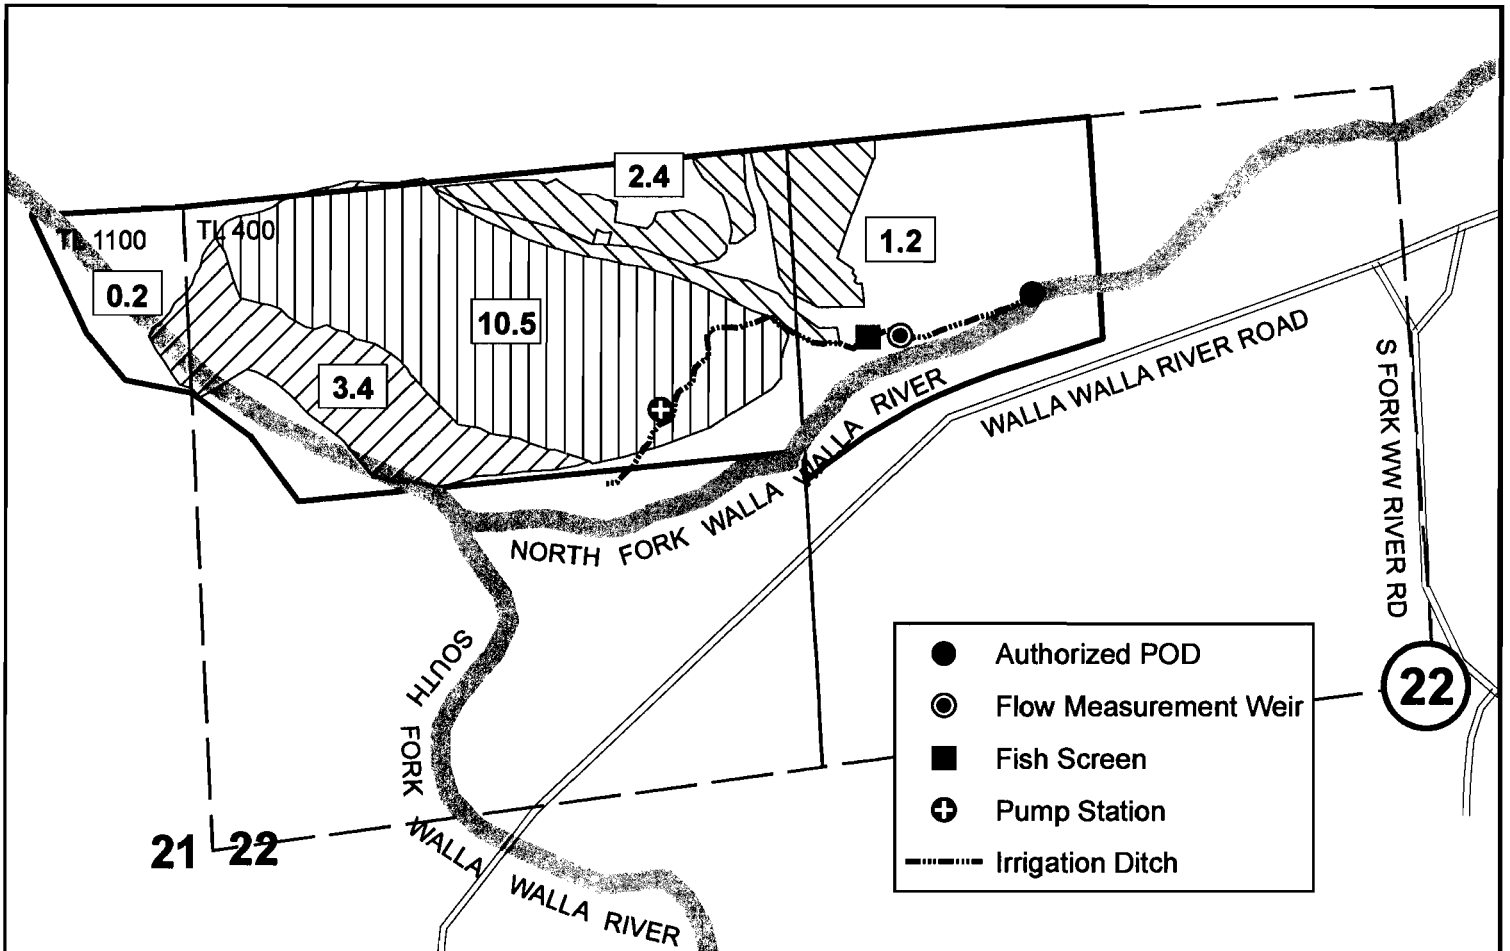 2.4
TL 1100
TL 400
1.2
0.2
10.5
3.4
WALLA WALLA RIVER ROAD
S FORK WW RIVER RD
NORTH FORK WALLA WALLA RIVER
SOUTH FORK WALLA WALLA RIVER
Authorized POD
Flow Measurement Weir
Fish Screen
Pump Station
Irrigation Ditch
22
21 22